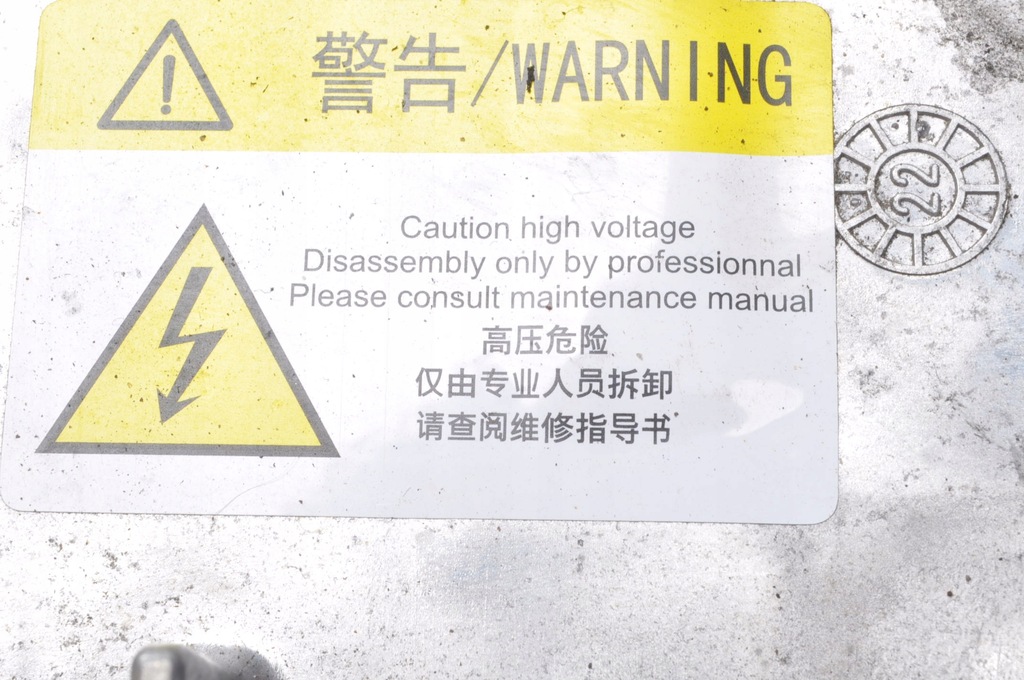 警告/WARNING
Caution high voltage
Disassembly only by professionnal
Please consult maintenance manual
高压危险
仅由专业人员拆卸
请查阅维修指导书
22